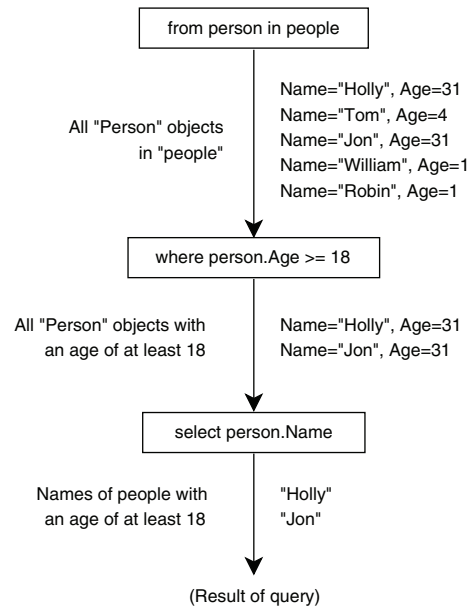 from person in people
All "Person" objects
in "people"
Name="Holly", Age=31
Name="Tom", Age=4
Name="Jon", Age=31
Name="William", Age=1
Name="Robin", Age=1
where person.Age >= 18
All "Person" objects with
an age of at least 18
Name="Holly", Age=31
Name="Jon", Age=31
select person.Name
Names of people with
an age of at least 18
"Holly"
"Jon"
(Result of query)